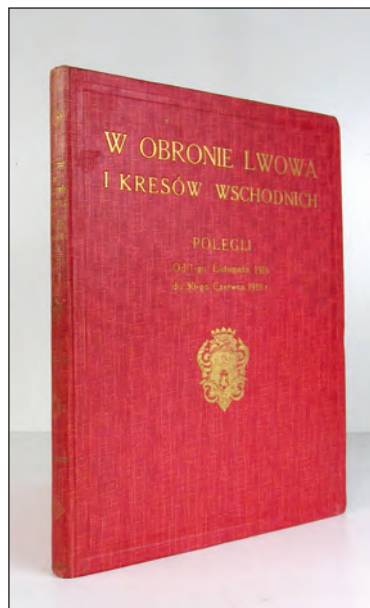 W OBRONIE LWOWA
I KRESÓW WSCHODNICH
POLEGLI
Od 1-go Listopada 1918
do 30-go Czerwca 1919 r